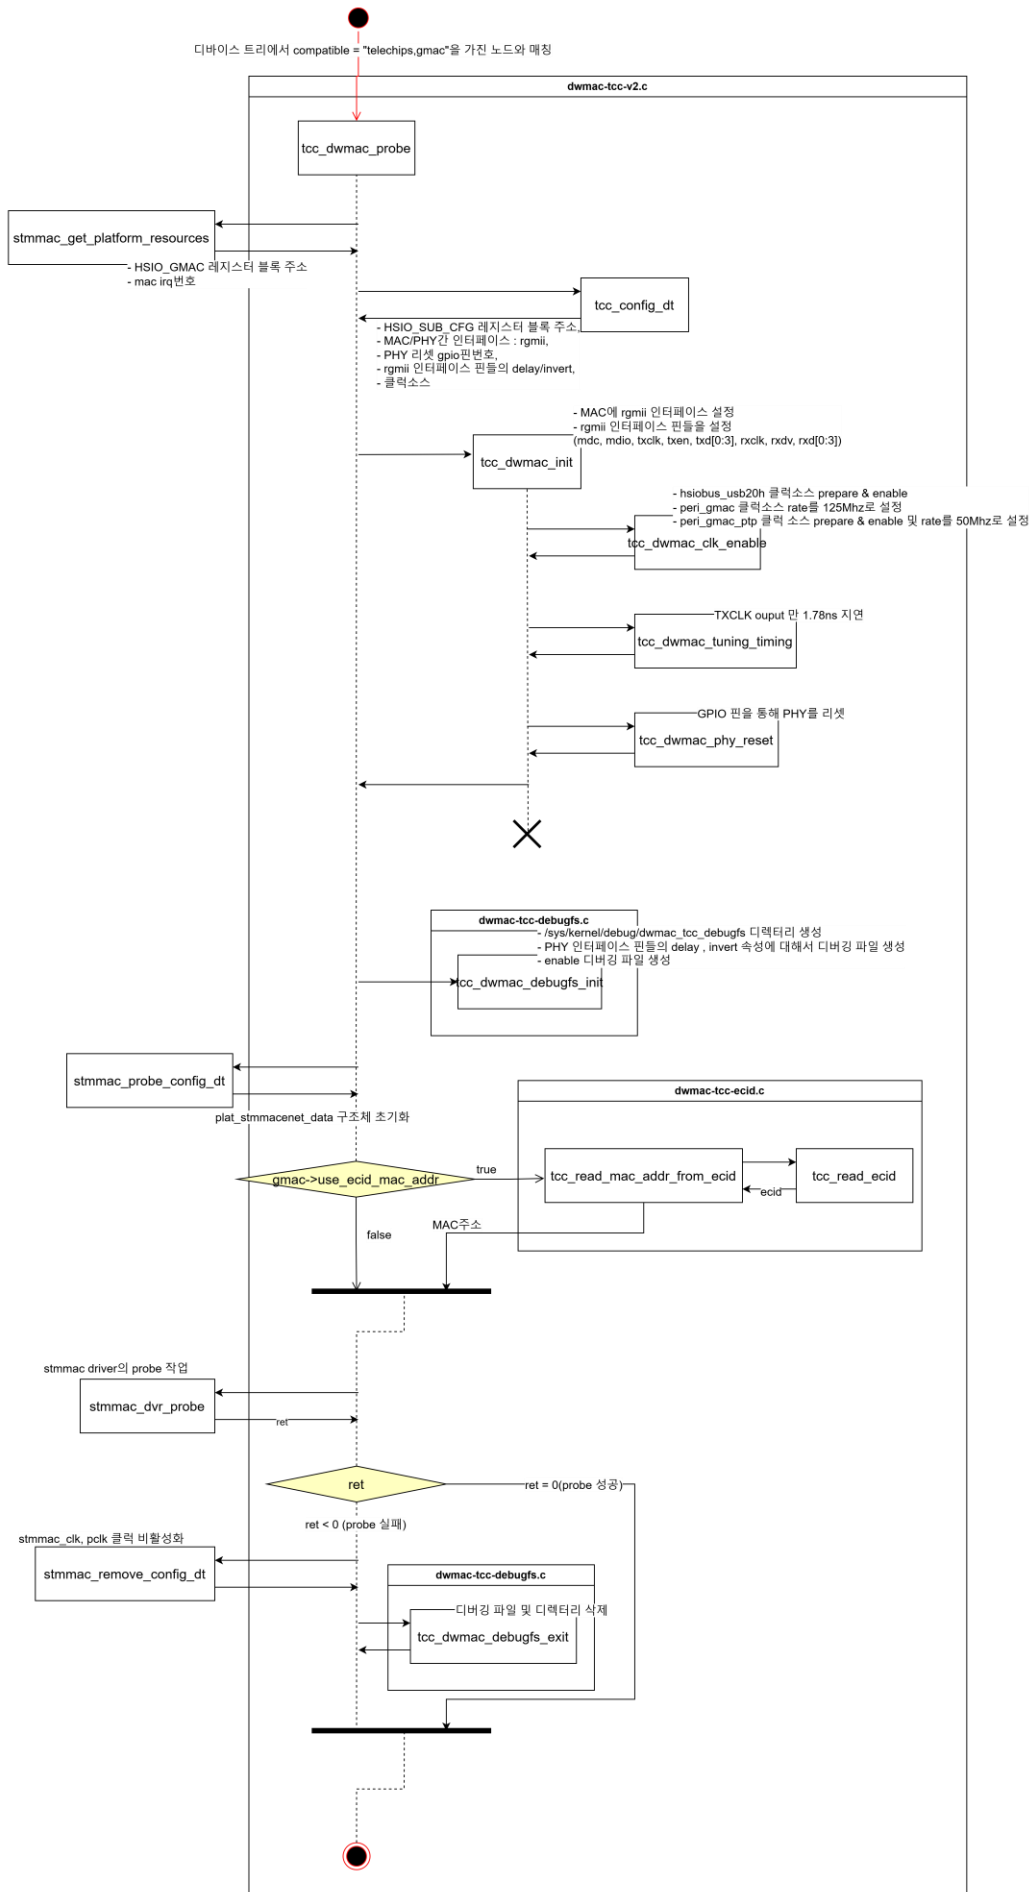 디바이스 트리에서 compatible = "telechips,gmac"을 가진 노드와 매칭
dwmac-tcc-v2.c
tcc_dwmac_probe
stmmac_get_platform_resources
- HSIO_GMAC 레지스터 블록 주소
- mac irq번호
tcc_config_dt
- HSIO_SUB_CFG 레지스터 블록 주소,
- MAC/PHY간 인터페이스 : rgmii,
- PHY 리셋 gpio핀번호,
- rgmii 인터페이스 핀들의 delay/invert,
- 클럭소스
- MAC에 rgmii 인터페이스 설정
- rgmii 인터페이스 핀들을 설정
(mdc, mdio, txclk, txen, txd[0:3], rxclk, rxdv, rxd[0:3])
tcc_dwmac_init
- hsiobus_usb20h 클럭소스 prepare & enable
- peri_gmac 클럭소스 rate를 125Mhz로 설정
- peri_gmac_ptp 클럭 소스 prepare & enable 및 rate를 50Mhz로 설정
tcc_dwmac_clk_enable
TXCLK ouput 만 1.78ns 지연
tcc_dwmac_tuning_timing
GPIO 핀을 통해 PHY를 리셋
tcc_dwmac_phy_reset
dwmac-tcc-debugfs.c
- /sys/kernel/debug/dwmac_tcc_debugfs 디렉터리 생성
- PHY 인터페이스 핀들의 delay , invert 속성에 대해서 디버깅 파일 생성
- enable 디버깅 파일 생성
tcc_dwmac_debugfs_init
stmmac_probe_config_dt
plat_stmmacenet_data 구조체 초기화
dwmac-tcc-ecid.c
gmac->use_ecid_mac_addr
true
tcc_read_mac_addr_from_ecid
tcc_read_ecid
ecid
false
MAC주소
stmmac driver의 probe 작업
stmmac_dvr_probe
ret
ret
ret = 0(probe 성공)
ret < 0 (probe 실패)
stmmac_clk, pclk 클럭 비활성화
stmmac_remove_config_dt
dwmac-tcc-debugfs.c
디버깅 파일 및 디렉터리 삭제
tcc_dwmac_debugfs_exit